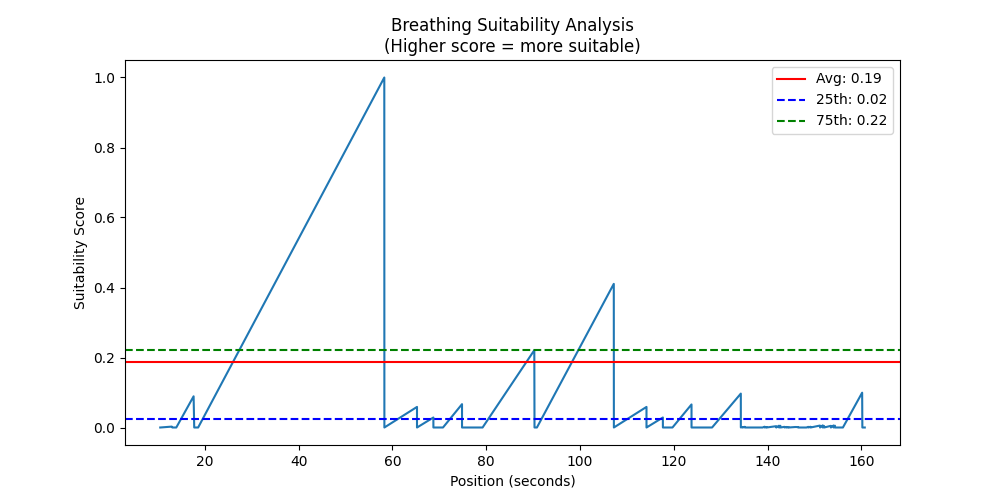 Breathing Suitability Analysis
(Higher score = more suitable)
Avg: 0.19
25th: 0.02
75th: 0.22
Suitability Score
1.0
0.8
0.6
0.4
0.2
0.0
20 40 60 80 100 120 140 160
Position (seconds)